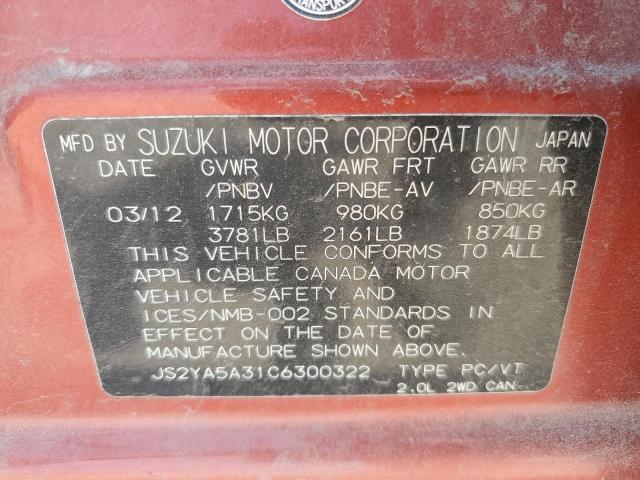 TRANSPORT
MFD BY SUZUKI MOTOR CORPORATION JAPAN
DATE GVWR GAWR FRT GAWR RR
/PNBV /PNBE-AV /PNBE-AR
03/12 1715KG 980KG 850KG
3781LB 2161LB 1874LB
THIS VEHICLE CONFORMS TO ALL
APPLICABLE CANADA MOTOR
VEHICLE SAFETY AND
ICES/NMB-002 STANDARDS IN
EFFECT ON THE DATE OF
MANUFACTURE SHOWN ABOVE.
JS2YA5A31C6300322 TYPE PC/VT
2.0L 2WD CAN